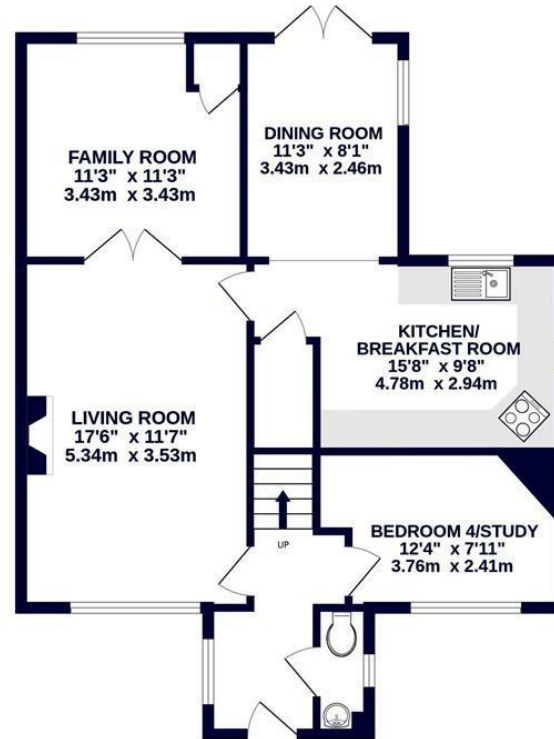 FAMILY ROOM
11'3" x 11'3"
3.43m x 3.43m
DINING ROOM
11'3" x 8'1"
3.43m x 2.46m
KITCHEN/
BREAKFAST ROOM
15'8" x 9'8"
4.78m x 2.94m
LIVING ROOM
17'6" x 11'7"
5.34m x 3.53m
BEDROOM 4/STUDY
12'4" x 7'11"
3.76m x 2.41m
UP